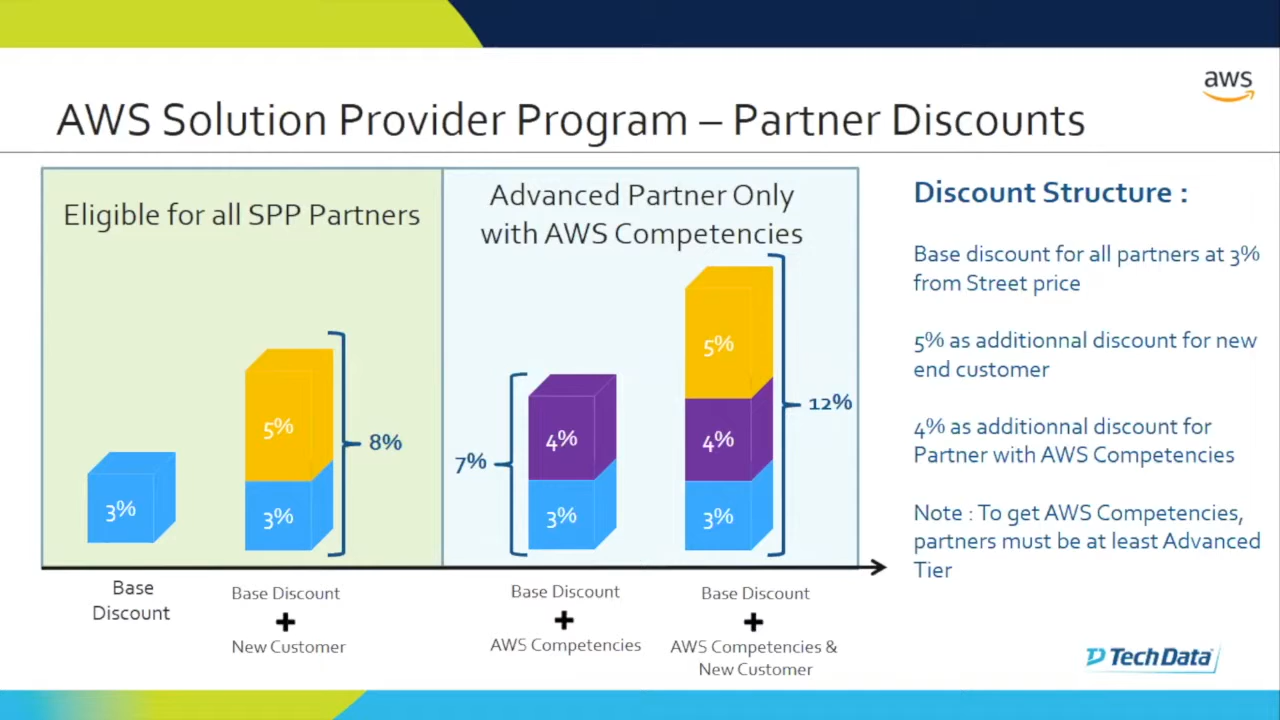 aws
AWS Solution Provider Program – Partner Discounts
Eligible for all SPP Partners
3%
5%
3%
8%
Base
Discount
Base Discount
+
New Customer
Advanced Partner Only
with AWS Competencies
7%
4%
3%
5%
4%
3%
12%
Base Discount
+
AWS Competencies
Base Discount
+
AWS Competencies &
New Customer
Discount Structure :
Base discount for all partners at 3%
from Street price
5% as additionnal discount for new
end customer
4% as additionnal discount for
Partner with AWS Competencies
Note : To get AWS Competencies,
partners must be at least Advanced
Tier
Tech Data